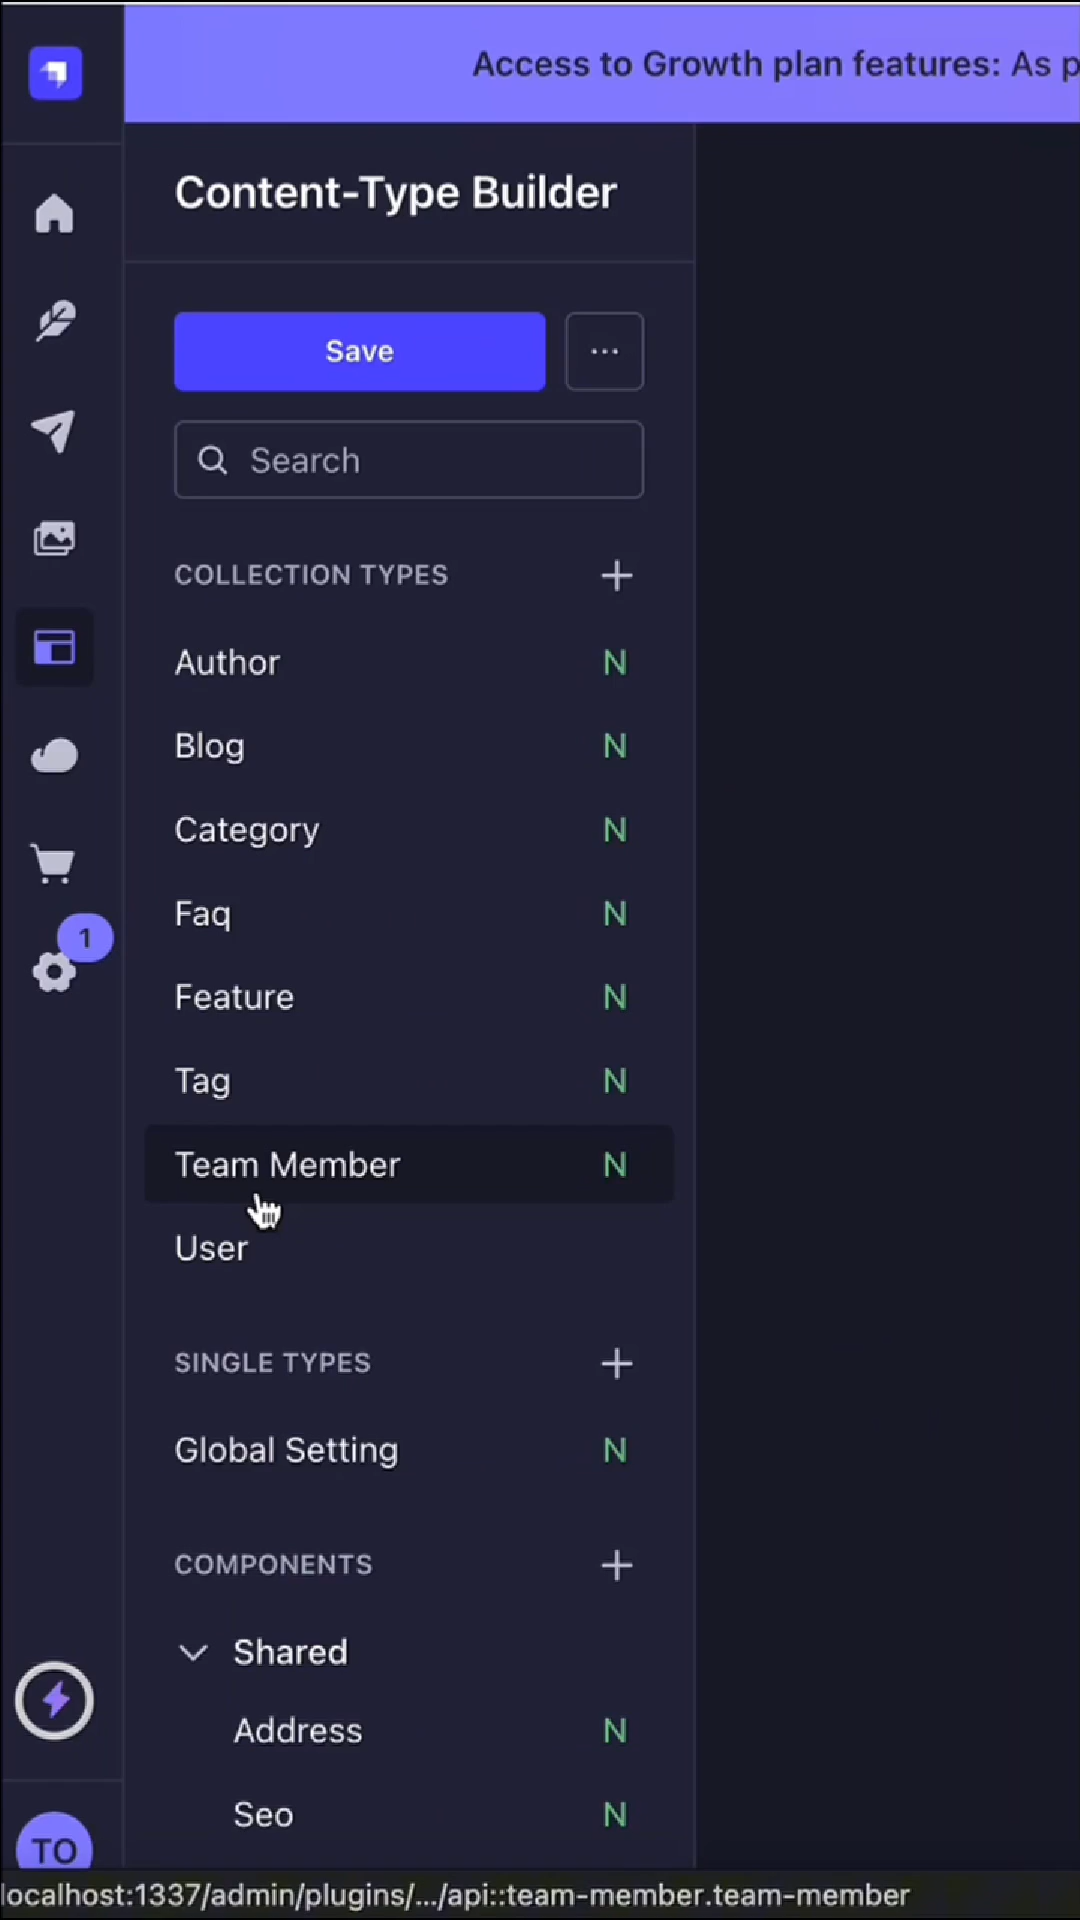 Access to Growth plan features: As p
Content-Type Builder
Save
Search
COLLECTION TYPES
Author N
Blog N
Category N
Faq N
1
Feature N
Tag N
Team Member N
User
SINGLE TYPES
Global Setting N
COMPONENTS
Shared
Address N
Seo N
TO
localhost:1337/admin/plugins/.../api::team-member.team-member